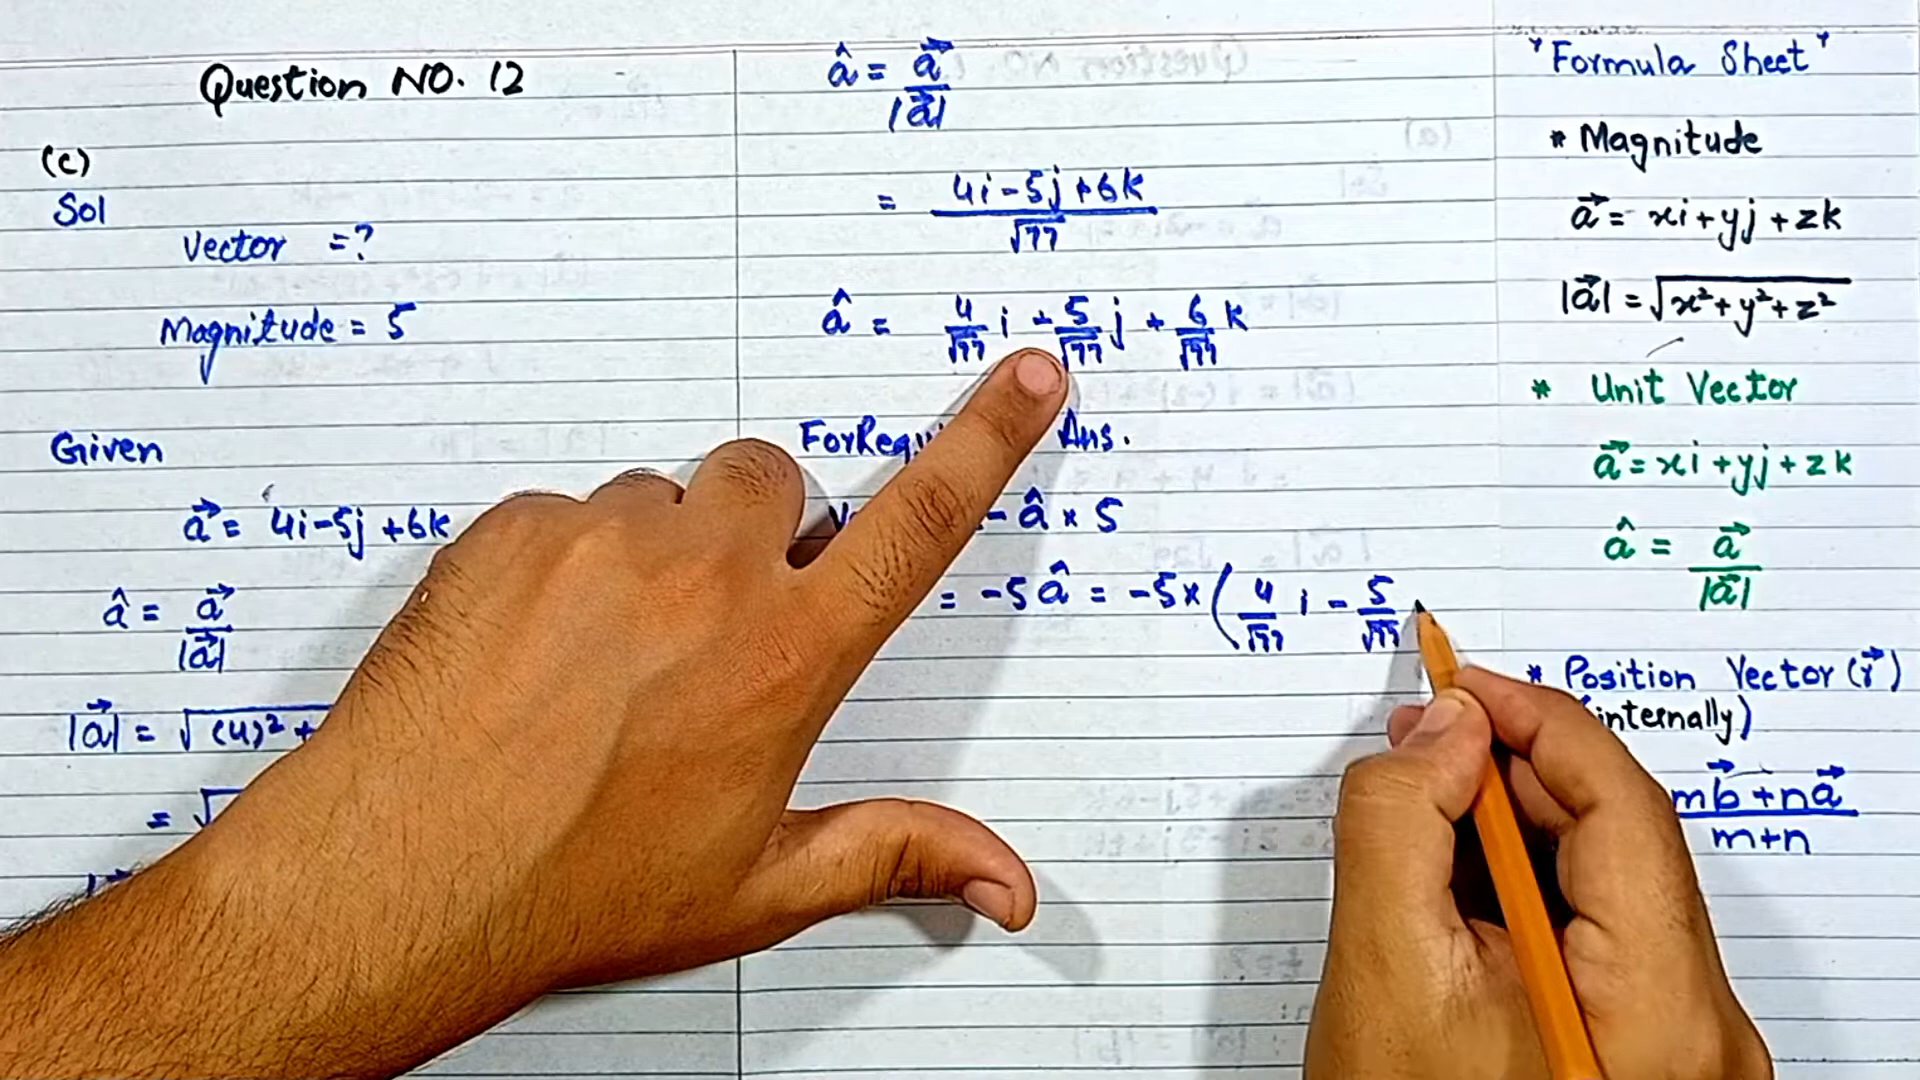 Question NO. 12
(c)
Sol
Vector = ?
Magnitude = 5
Given
a⃗ = 4i-5j+6k
â = a⃗/|a⃗|
|a⃗| = √(4)²+
= √
â = a⃗/|a⃗|
= 4i-5j+6k/√77
â = 4/√77 i - 5/√77 j + 6/√77 k
For Ans.
- â × 5
= -5â = -5×(4/√77 i - 5/√77
"Formula Sheet"
* Magnitude
a⃗ = xi+yj+zk
|a⃗| = √x²+y²+z²
* Unit Vector
a⃗ = xi+yj+zk
â = a⃗/|a⃗|
* Position Vector (r⃗)
internally)
mb⃗+na⃗/m+n